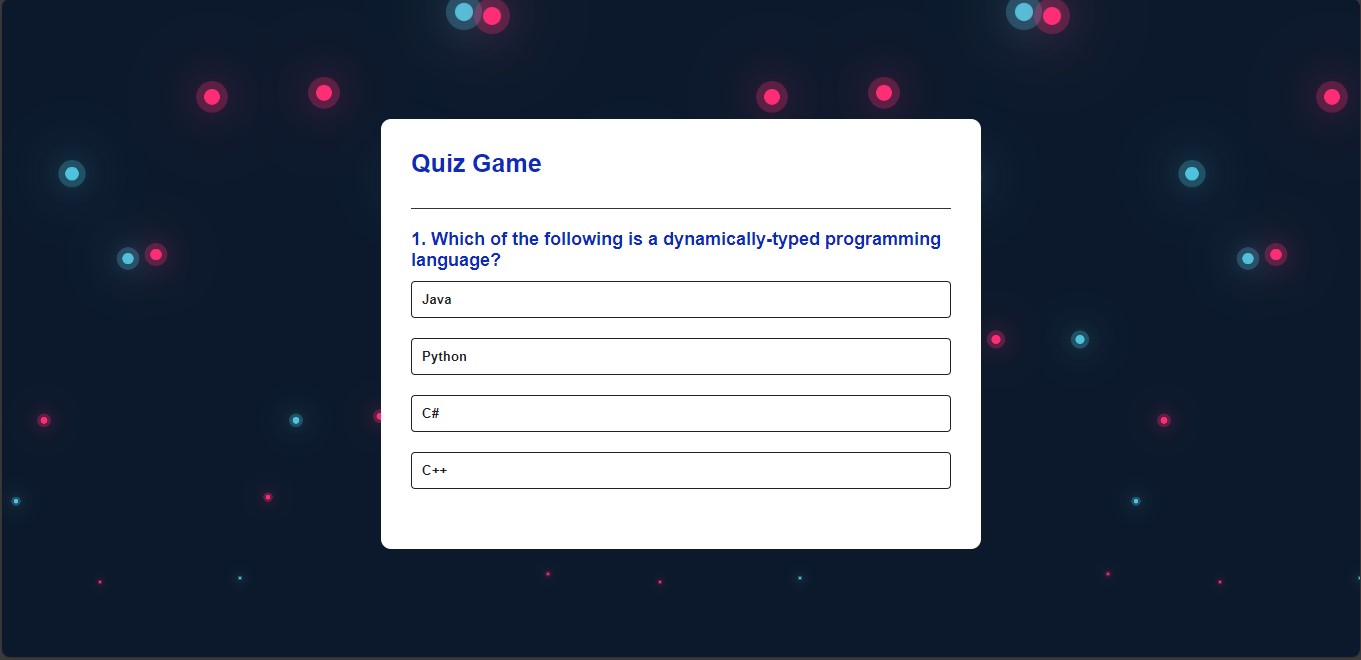 Quiz Game
1. Which of the following is a dynamically-typed programming
language?
Java
Python
C#
C++